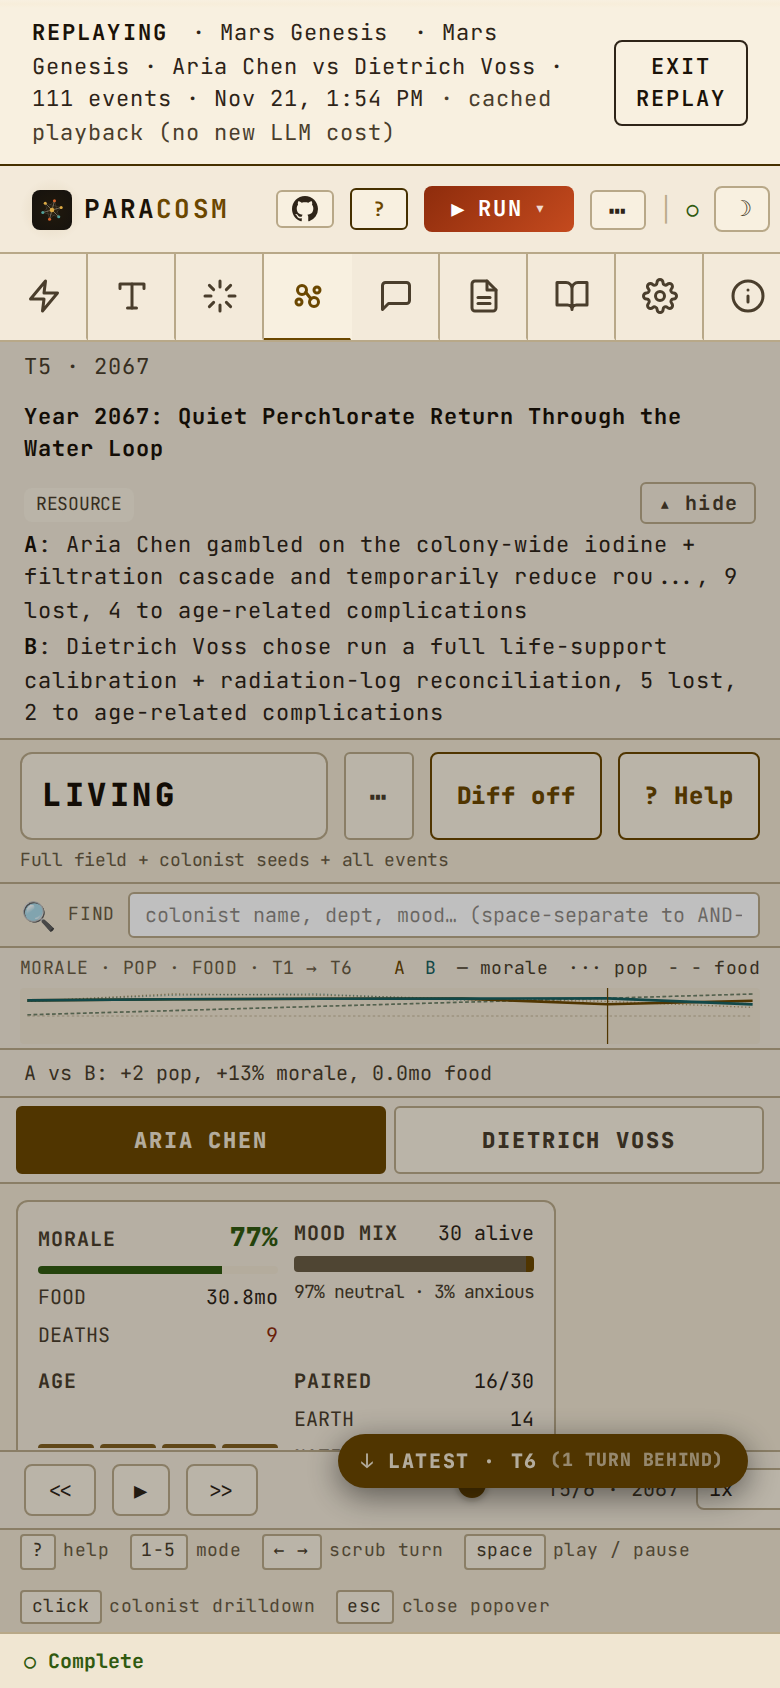 REPLAYING · Mars Genesis · Mars
Genesis · Aria Chen vs Dietrich Voss ·
111 events · Nov 21, 1:54 PM · cached
playback (no new LLM cost)
EXIT
REPLAY
PARACOSM
?
▶ RUN ▾
…
T5 · 2067
Year 2067: Quiet Perchlorate Return Through the
Water Loop
RESOURCE
▴ hide
A: Aria Chen gambled on the colony-wide iodine +
filtration cascade and temporarily reduce rou..., 9
lost, 4 to age-related complications
B: Dietrich Voss chose run a full life-support
calibration + radiation-log reconciliation, 5 lost,
2 to age-related complications
LIVING
…
Diff off
? Help
Full field + colonist seeds + all events
FIND
colonist name, dept, mood… (space-separate to AND-
MORALE · POP · FOOD · T1 → T6 A B — morale ··· pop - - food
A vs B: +2 pop, +13% morale, 0.0mo food
ARIA CHEN
DIETRICH VOSS
MORALE 77%
MOOD MIX 30 alive
97% neutral · 3% anxious
FOOD 30.8mo
DEATHS 9
AGE
PAIRED 16/30
EARTH 14
↓ LATEST · T6 (1 TURN BEHIND)
<<
▶
>>
T5/6 · 2067
1x
? help 1-5 mode ← → scrub turn space play / pause
click colonist drilldown esc close popover
Complete